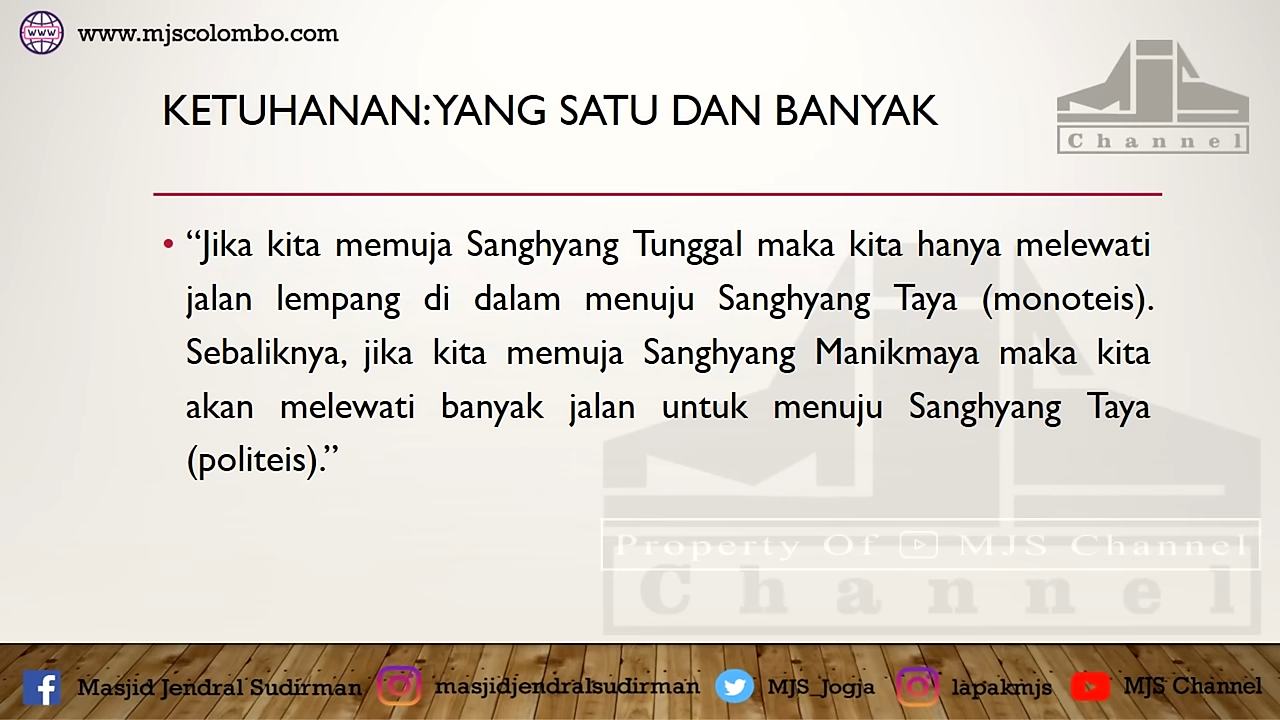 www.mjscolombo.com
KETUHANAN: YANG SATU DAN BANYAK
Channel
• “Jika kita memuja Sanghyang Tunggal maka kita hanya melewati
jalan lempang di dalam menuju Sanghyang Taya (monoteis).
Sebaliknya, jika kita memuja Sanghyang Manikmaya maka kita
akan melewati banyak jalan untuk menuju Sanghyang Taya
(politeis).”
Property Of MJS Channel
Channel
Masjid Jendral Sudirman masjidjendralsudirman MJS_Jogja lapakmjs MJS Channel